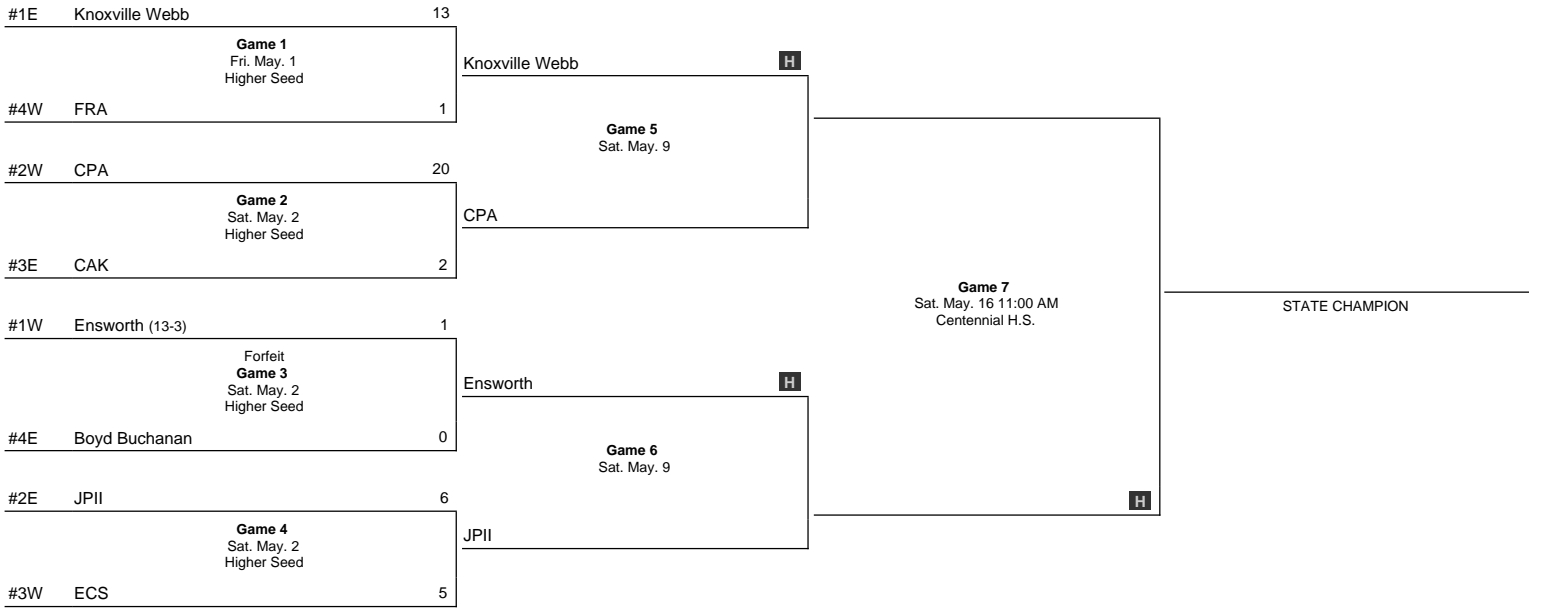 #1E Knoxville Webb 13
Game 1
Fri. May. 1
Higher Seed
#4W FRA 1
#2W CPA 20
Game 2
Sat. May. 2
Higher Seed
#3E CAK 2
#1W Ensworth (13-3) 1
Forfeit
Game 3
Sat. May. 2
Higher Seed
#4E Boyd Buchanan 0
#2E JPII 6
Game 4
Sat. May. 2
Higher Seed
#3W ECS 5
Knoxville Webb H
Game 5
Sat. May. 9
CPA
Ensworth H
Game 6
Sat. May. 9
JPII
Game 7
Sat. May. 16 11:00 AM
Centennial H.S.
H
STATE CHAMPION